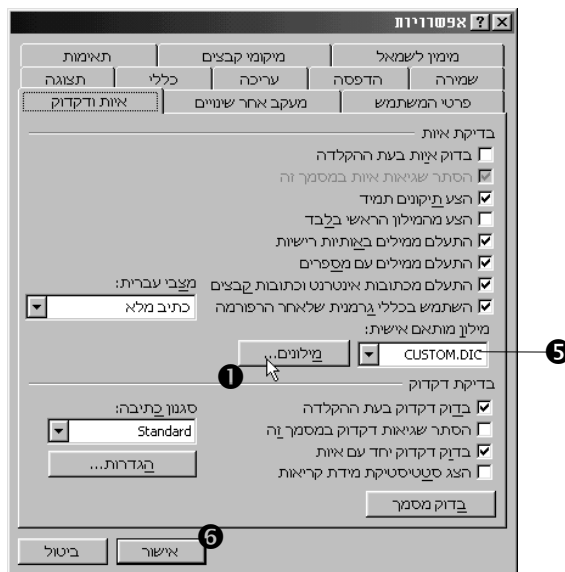 אפשרויות
מימין לשמאל מיקומי קבצים תאימות
שמירה הדפסה עריכה כללי תצוגה
פרטי המשתמש מעקב אחר שינויים איות ודקדוק
בדיקת איות
בדוק איות בעת ההקלדה
הסתר שגיאות איות במסמך זה
הצע תיקונים תמיד
הצע מהמילון הראשי בלבד
התעלם ממילים באותיות רישיות
התעלם ממילים עם מספרים
התעלם מכתובות אינטרנט וכתובות קבצים מצבי עברית:
השתמש בכללי גרמנית שלאחר הרפורמה כתיב מלא
מילון מותאם אישית:
CUSTOM.DIC מילונים...
5
1
בדיקת דקדוק
בדוק דקדוק בעת ההקלדה סגנון כתיבה:
הסתר שגיאות דקדוק במסמך זה Standard
בדוק דקדוק יחד עם איות
הצג סטטיסטיקת מידת קריאות הגדרות...
בדוק מסמך
6
אישור ביטול